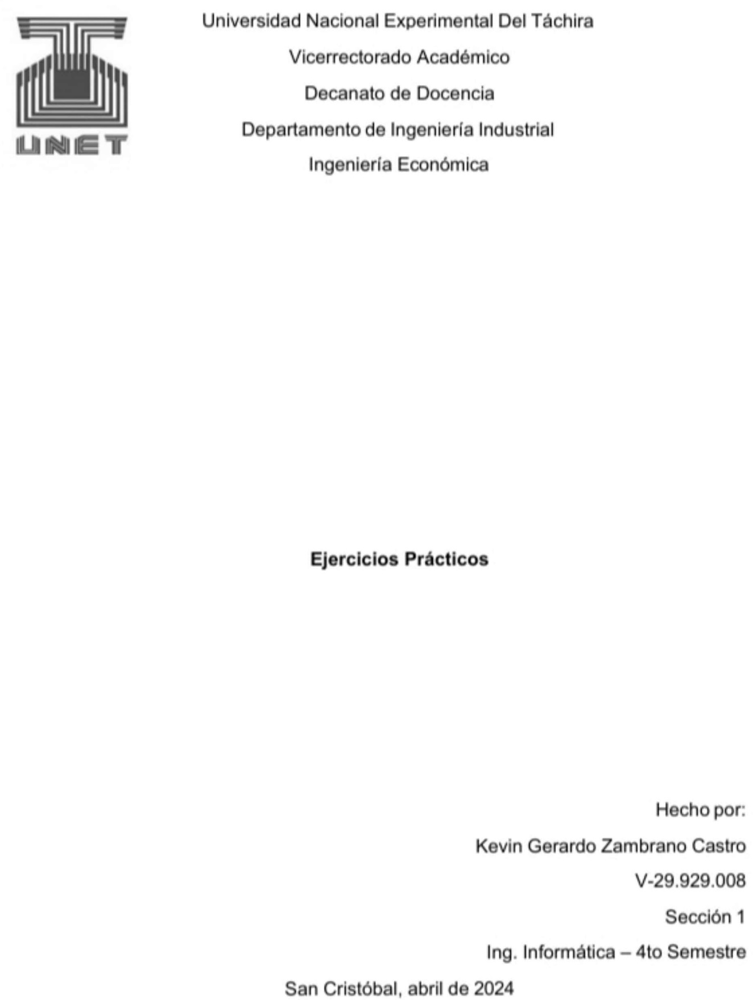 UNET
Universidad Nacional Experimental Del Táchira
Vicerrectorado Académico
Decanato de Docencia
Departamento de Ingeniería Industrial
Ingeniería Económica
Ejercicios Prácticos
Hecho por:
Kevin Gerardo Zambrano Castro
V-29.929.008
Sección 1
Ing. Informática – 4to Semestre
San Cristóbal, abril de 2024